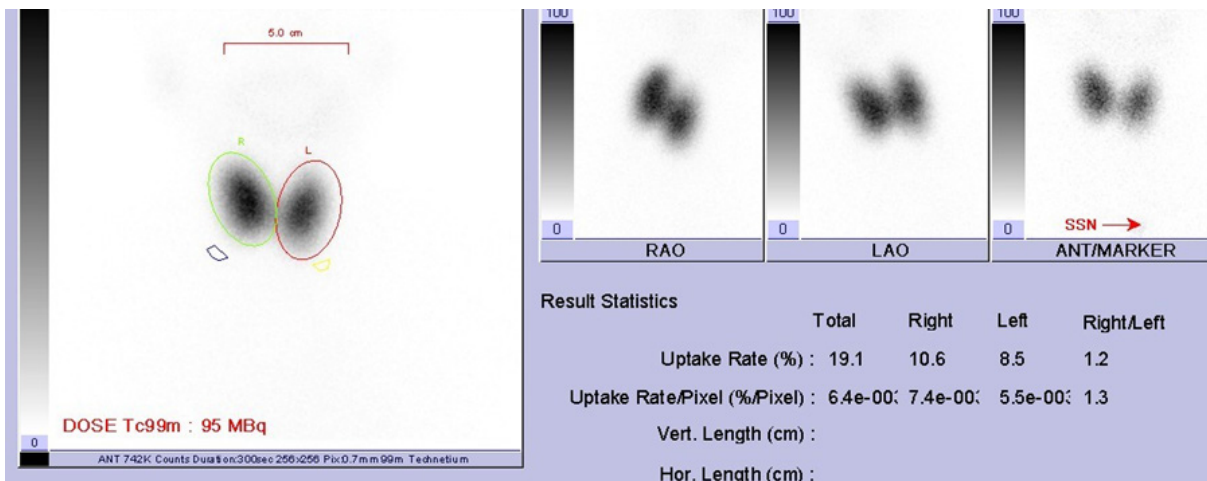 5.0 cm
R
L
0
DOSE Tc99m : 95 MBq
ANT 742K Counts Duration:300sec 256x256 Pix:0.7mm 99m Technetium
100
0
RAO
100
0
LAO
100
0
SSN
ANT/MARKER
Result Statistics
Total Right Left Right/Left
Uptake Rate (%) : 19.1 10.6 8.5 1.2
Uptake Rate/Pixel (%/Pixel) : 6.4e-00 7.4e-00 5.5e-00 1.3
Vert. Length (cm) :
Hor. Length (cm) :